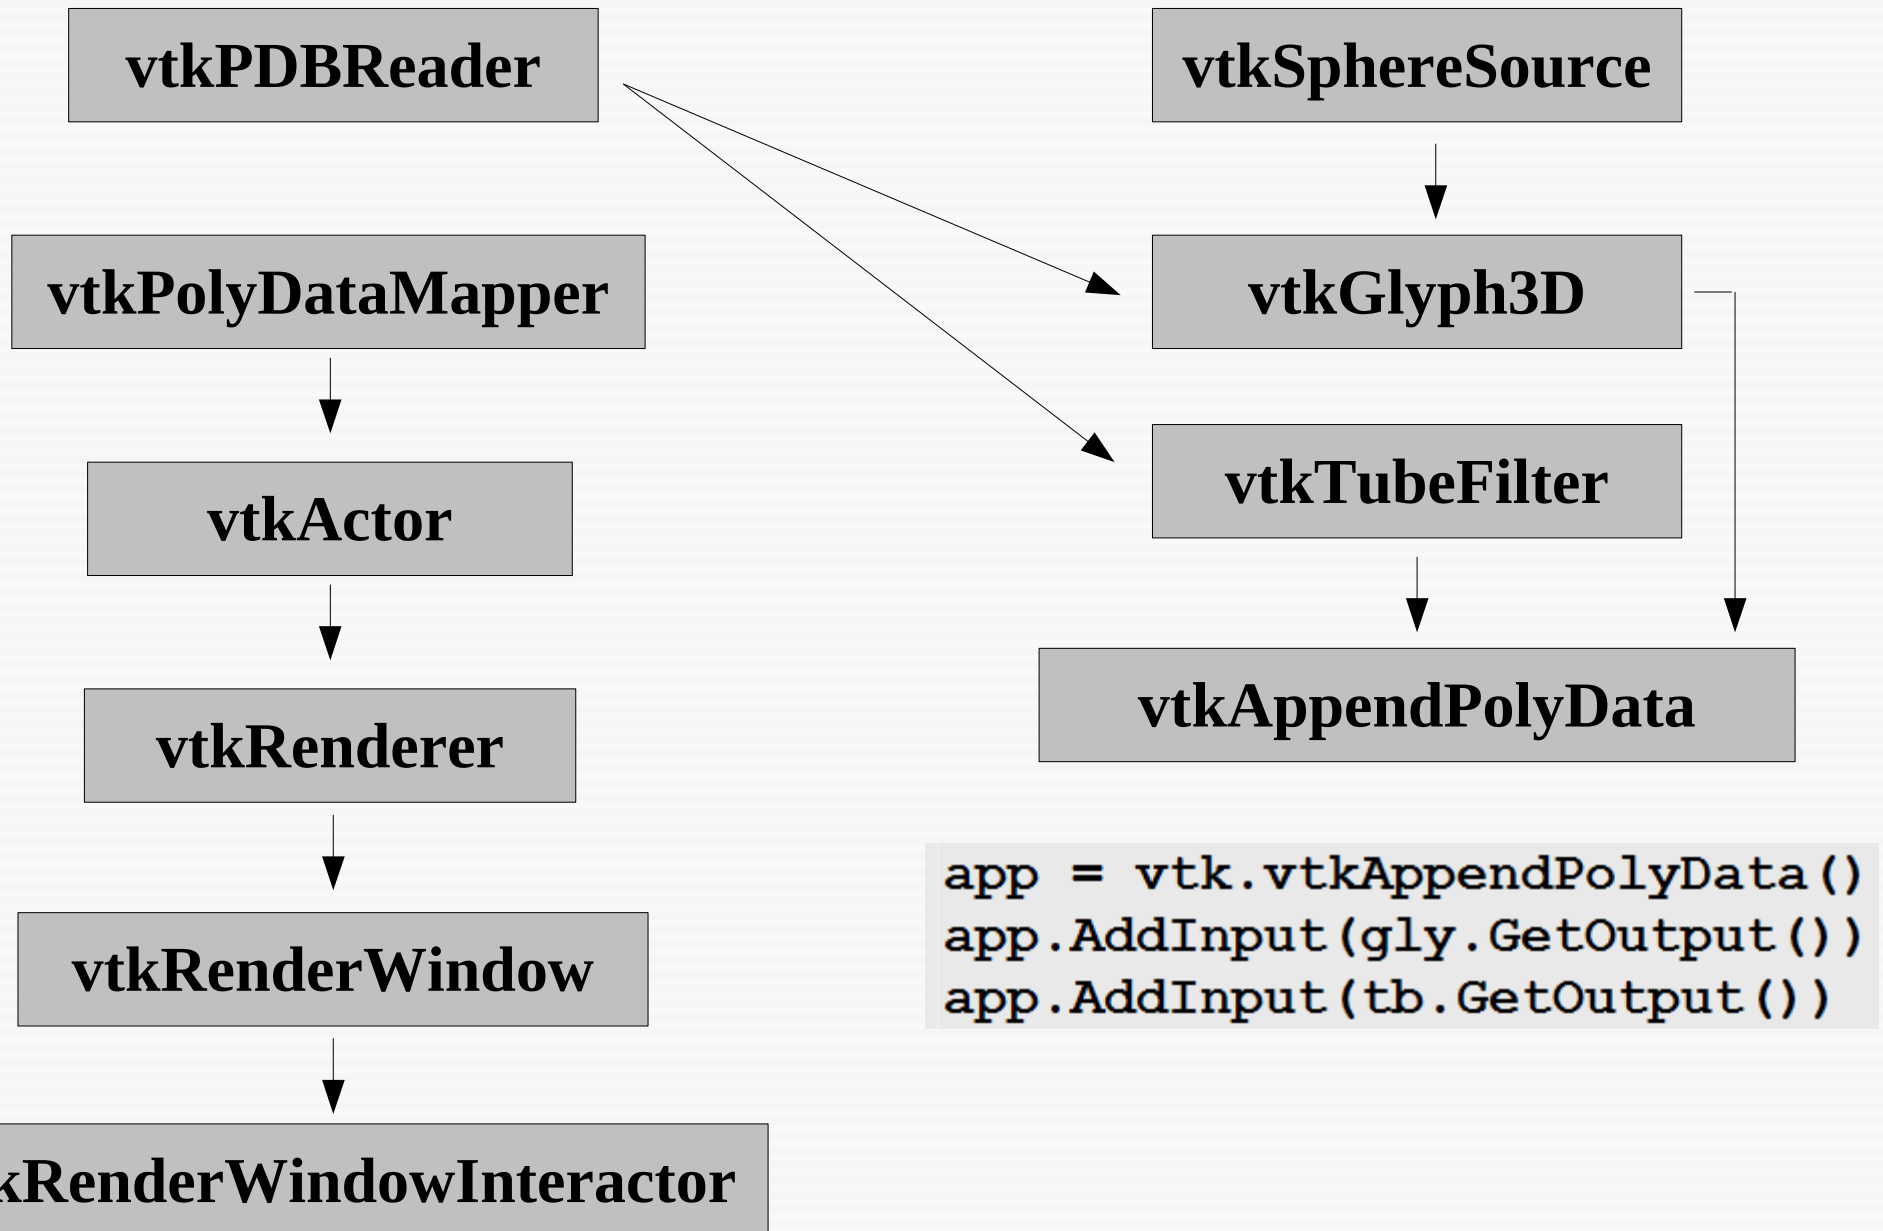 vtkPDBReader
vtkSphereSource
vtkPolyDataMapper
vtkGlyph3D
vtkActor
vtkTubeFilter
vtkRenderer
vtkAppendPolyData
app = vtk.vtkAppendPolyData()
app.AddInput(gly.GetOutput())
app.AddInput(tb.GetOutput())
vtkRenderWindow
kRenderWindowInteractor